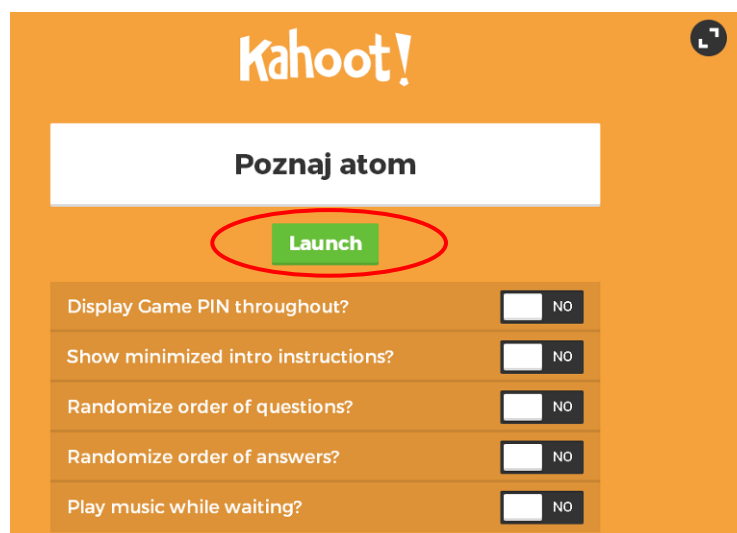 Kahoot!
Poznaj atom
Launch
Display Game PIN throughout? NO
Show minimized intro instructions? NO
Randomize order of questions? NO
Randomize order of answers? NO
Play music while waiting? NO